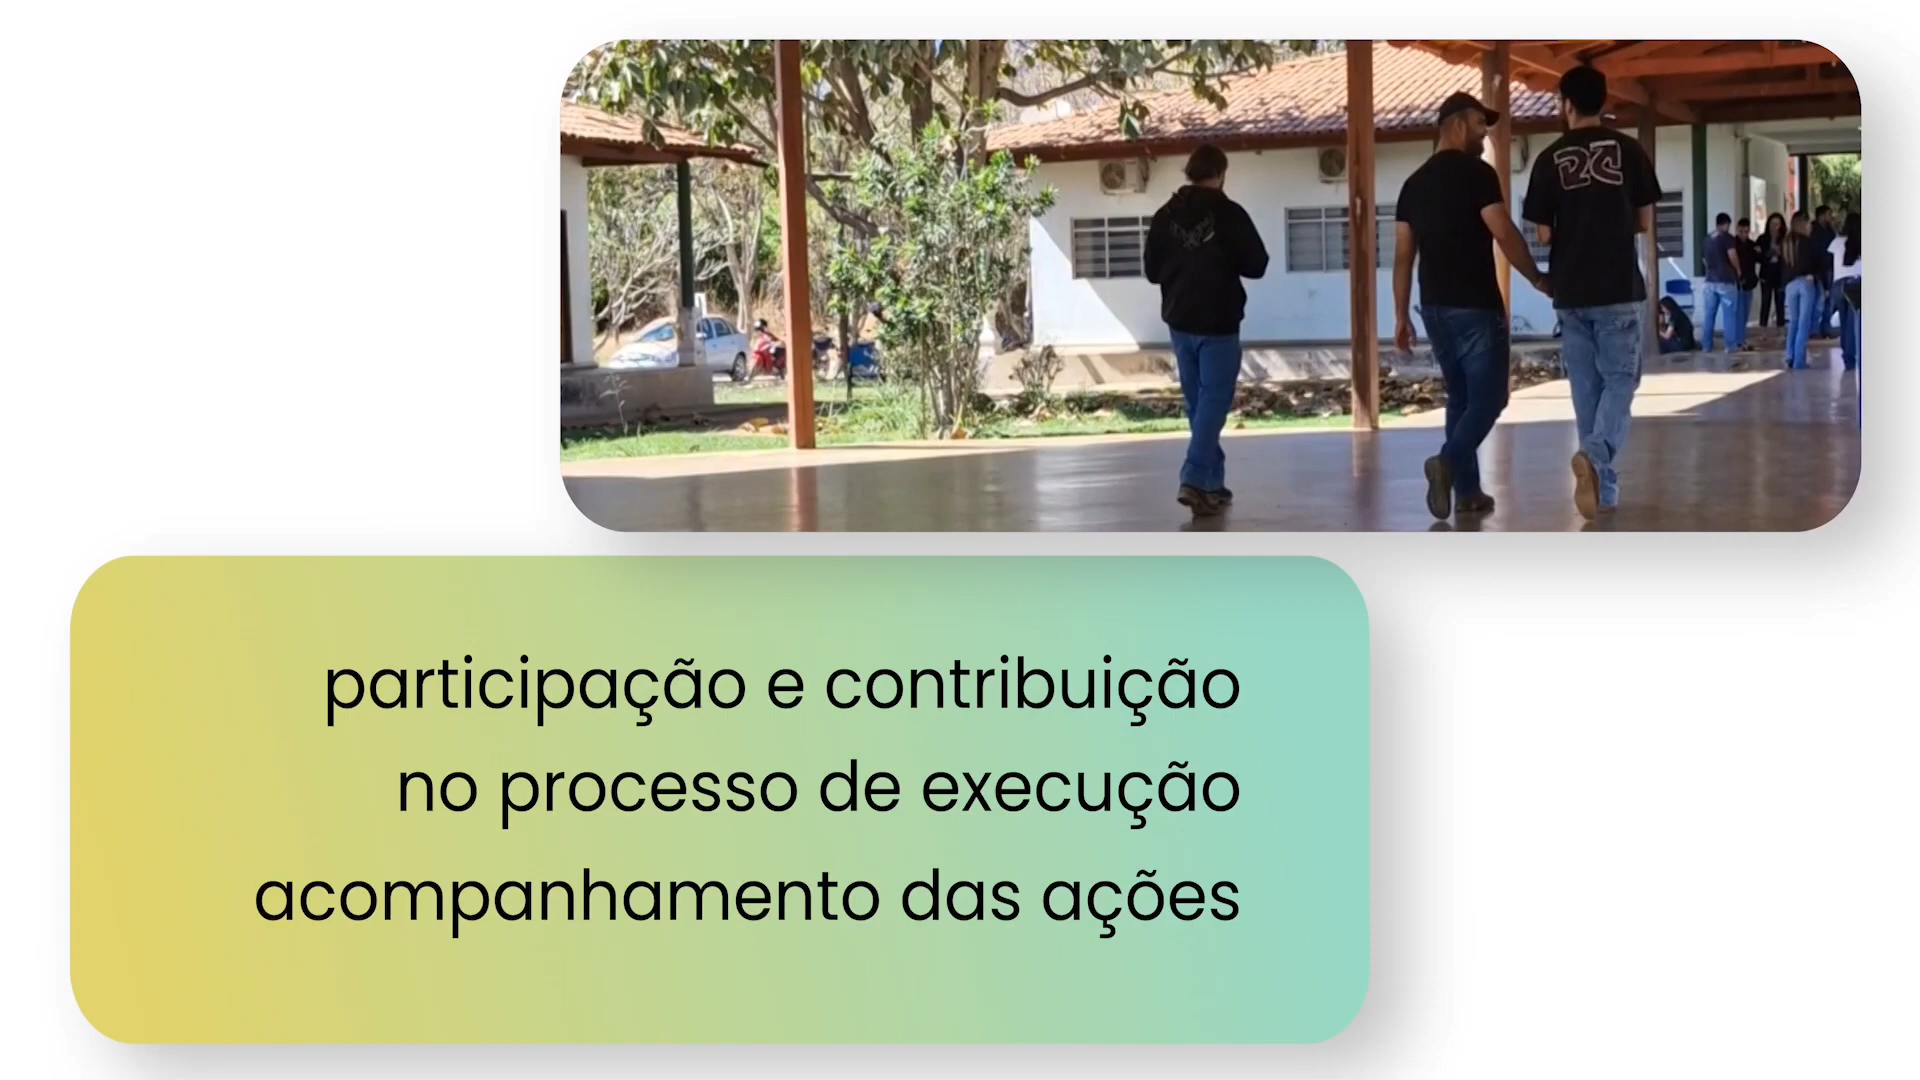 participação e contribuição
no processo de execução
acompanhamento das ações